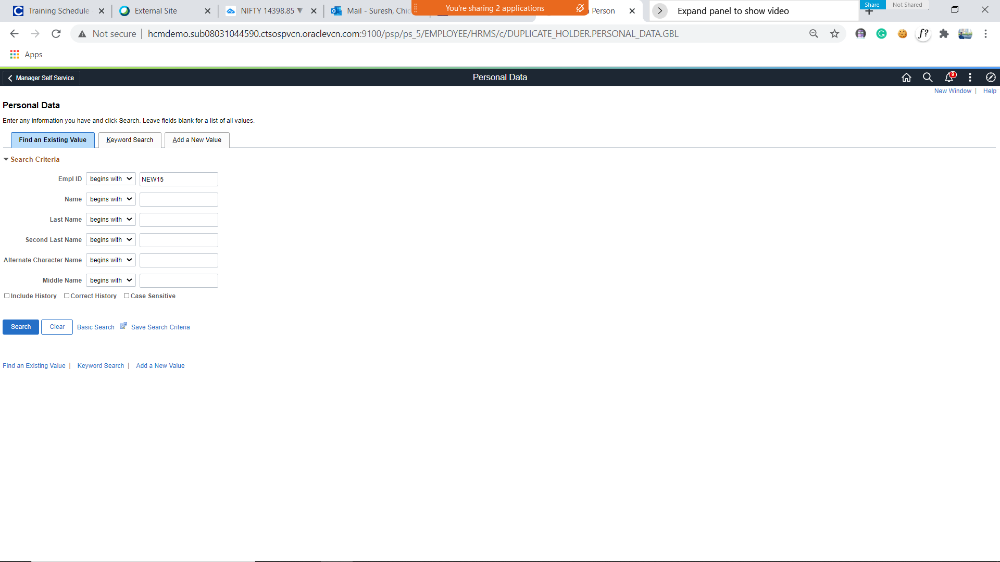 Training Schedule
External Site
NIFTY 14398.85 ▼
Mail - Suresh, Chi
You're sharing 2 applications
Person
Expand panel to show video
Share
Not Shared
Not secure
hcmdemo.sub08031044590.ctsospvcn.oraclevcn.com:9100/psp/ps_5/EMPLOYEE/HRMS/c/DUPLICATE_HOLDER.PERSONAL_DATA.GBL
f?
Apps
Manager Self Service
Personal Data
9
New Window | Help
Personal Data
Enter any information you have and click Search. Leave fields blank for a list of all values.
Find an Existing Value
Keyword Search
Add a New Value
Search Criteria
Empl ID begins with NEW15
Name begins with
Last Name begins with
Second Last Name begins with
Alternate Character Name begins with
Middle Name begins with
Include History Correct History Case Sensitive
Search Clear Basic Search Save Search Criteria
Find an Existing Value | Keyword Search | Add a New Value